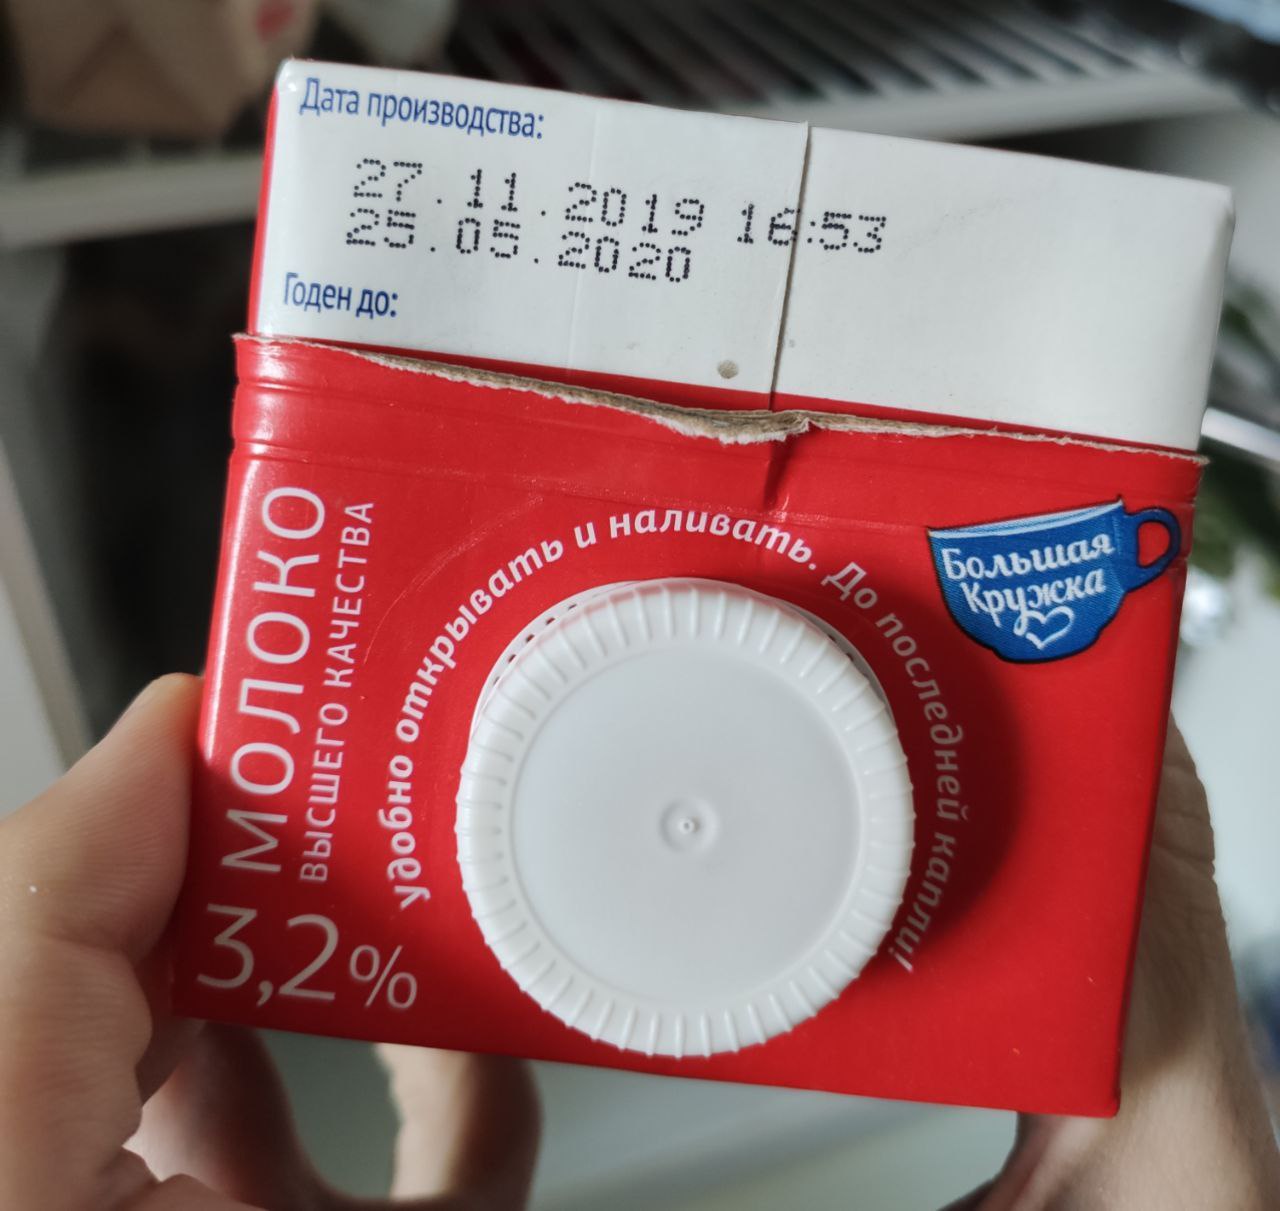 Дата производства:
27.11.2019 16:53
25.05.2020
Годен до:
МОЛОКО
ВЫСШЕГО КАЧЕСТВА
3,2%
удобно открывать и наливать. До последней капли!
Большая
Кружка